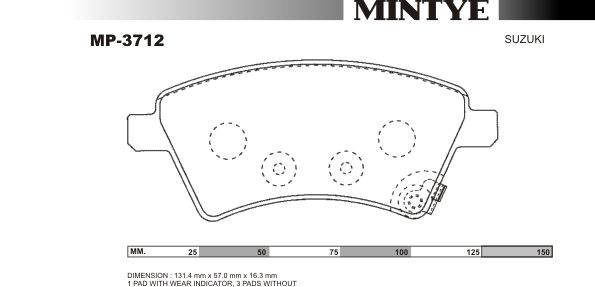 MINTYE
MP-3712
SUZUKI
MM. 25 50 75 100 125 150
DIMENSION : 131.4 mm x 57.0 mm x 16.3 mm
1 PAD WITH WEAR INDICATOR, 3 PADS WITHOUT